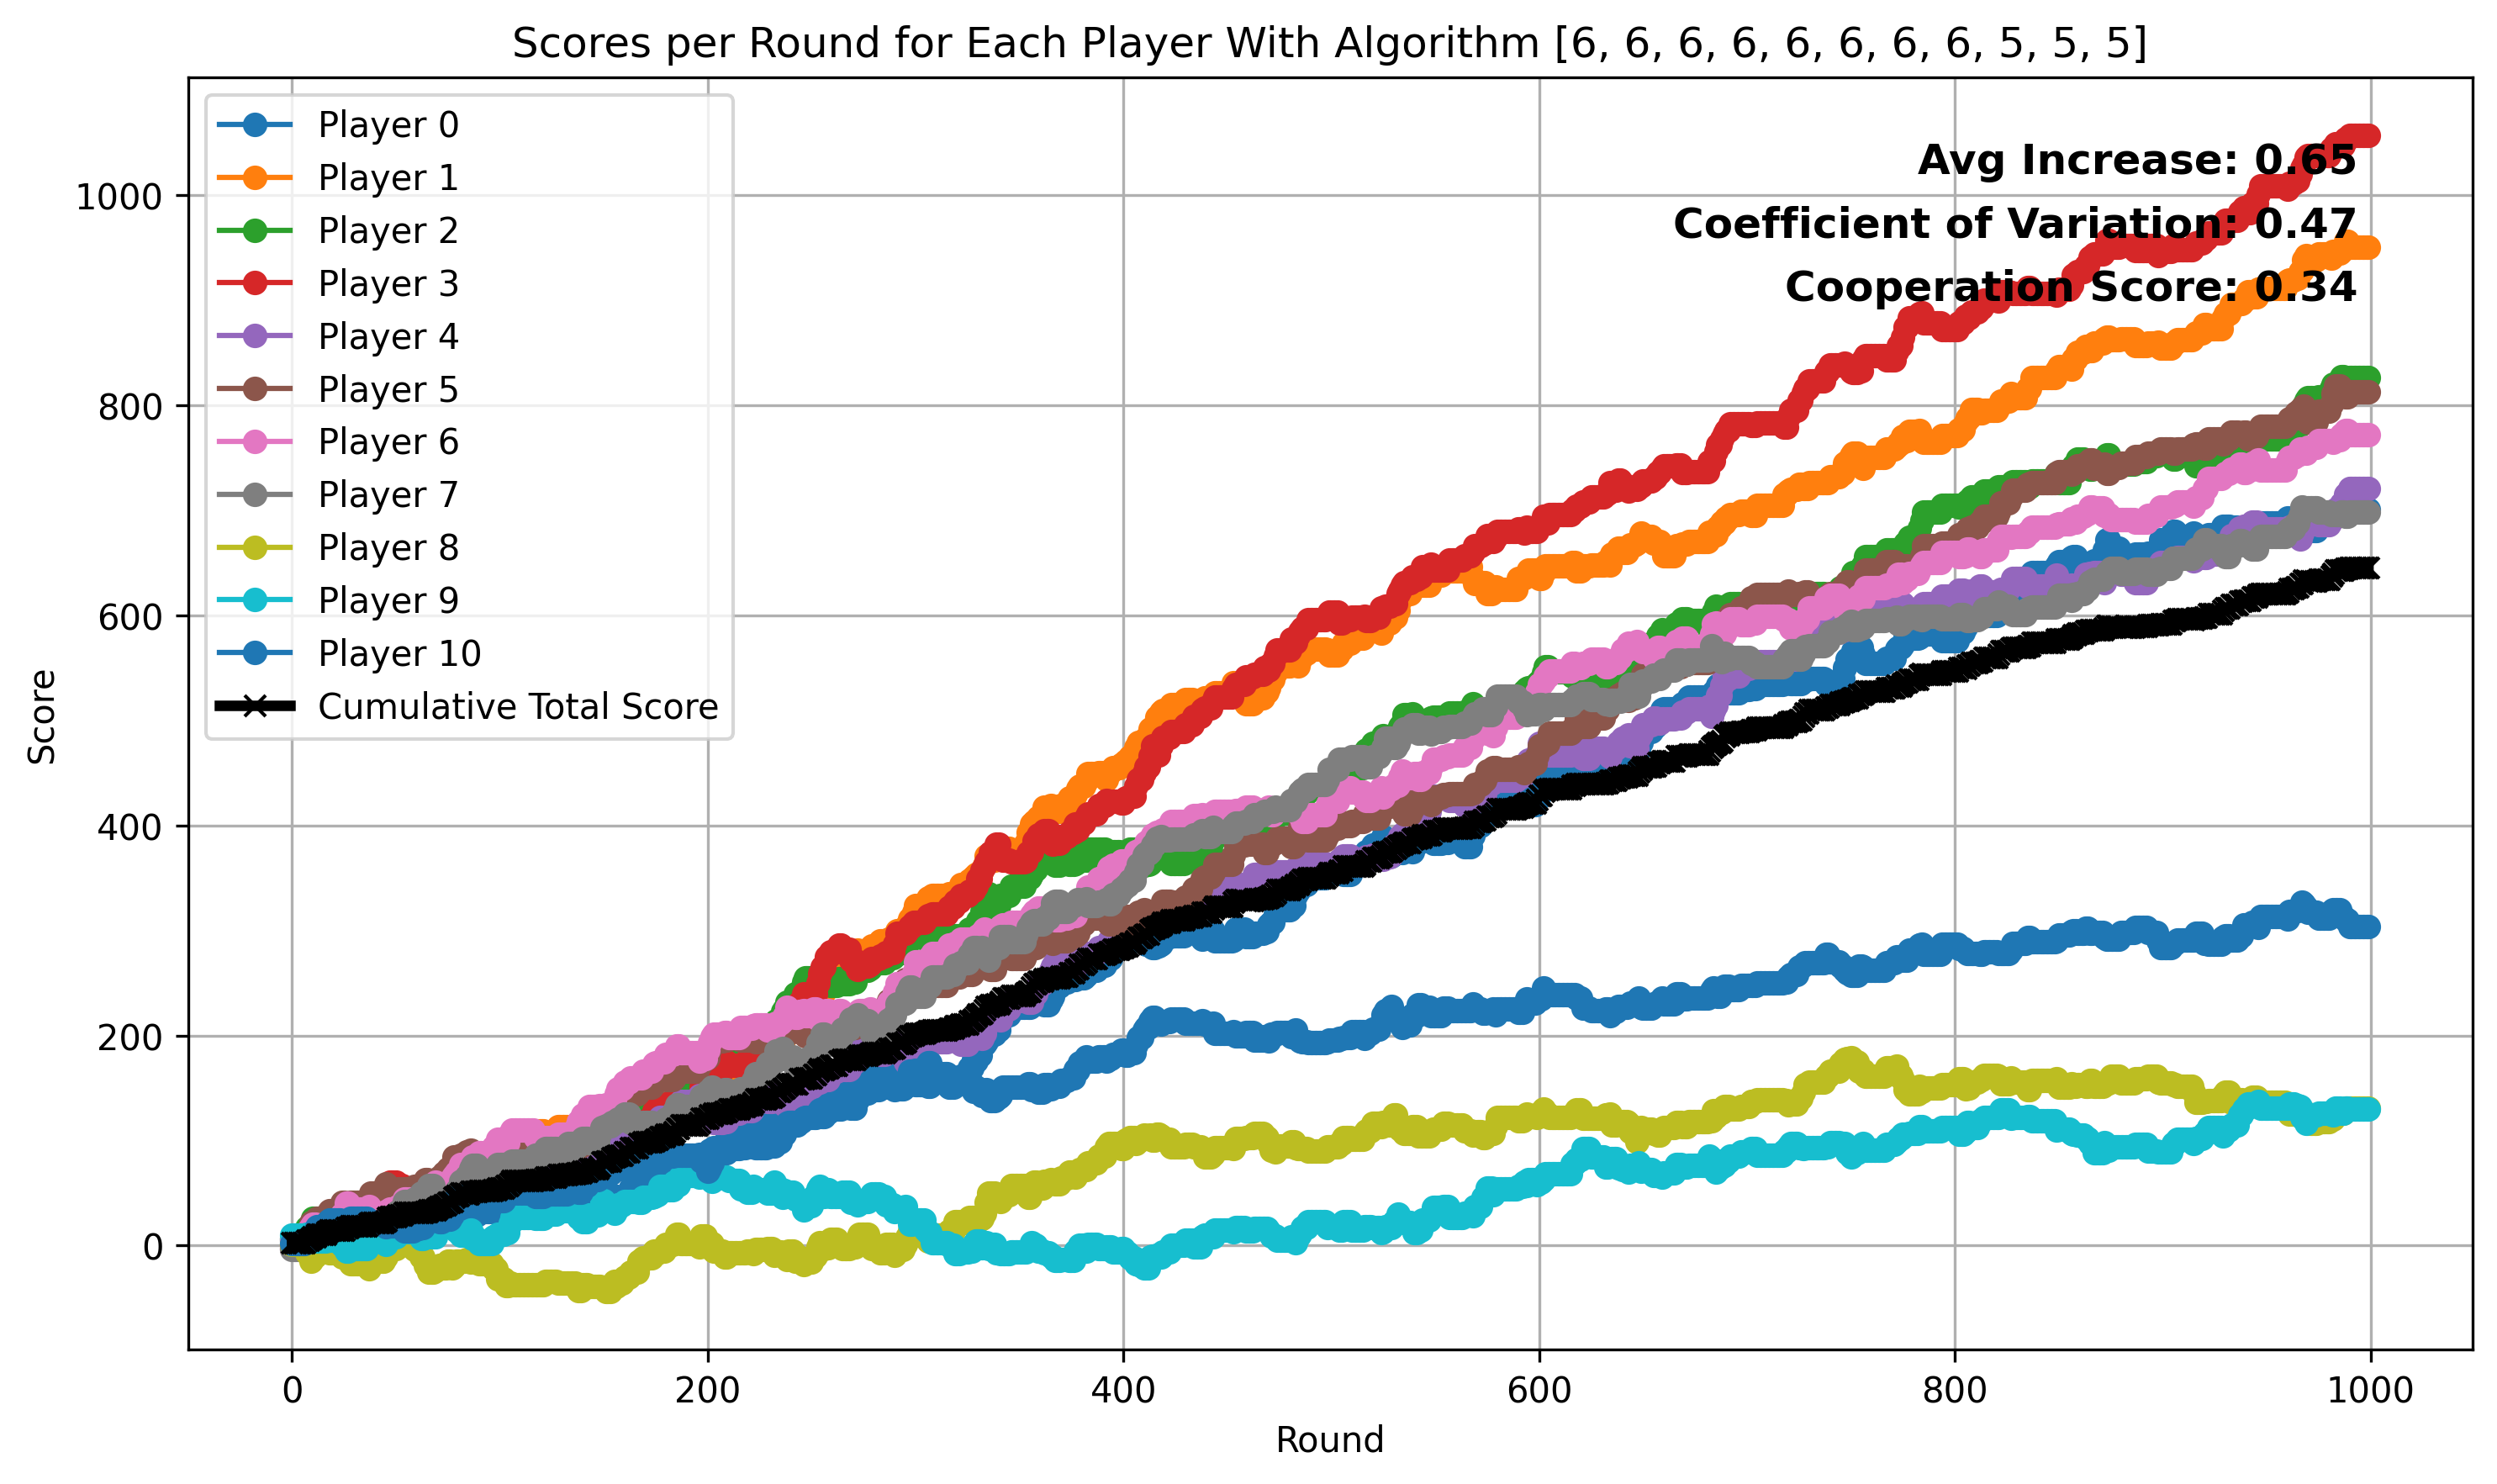 Scores per Round for Each Player With Algorithm [6, 6, 6, 6, 6, 6, 6, 6, 5, 5, 5]
Player 0
Player 1
Player 2
Player 3
Player 4
Player 5
Player 6
Player 7
Player 8
Player 9
Player 10
Cumulative Total Score
Avg Increase: 0.65
Coefficient of Variation: 0.47
Cooperation Score: 0.34
Score
1000
800
600
400
200
0
0 200 400 600 800 1000
Round